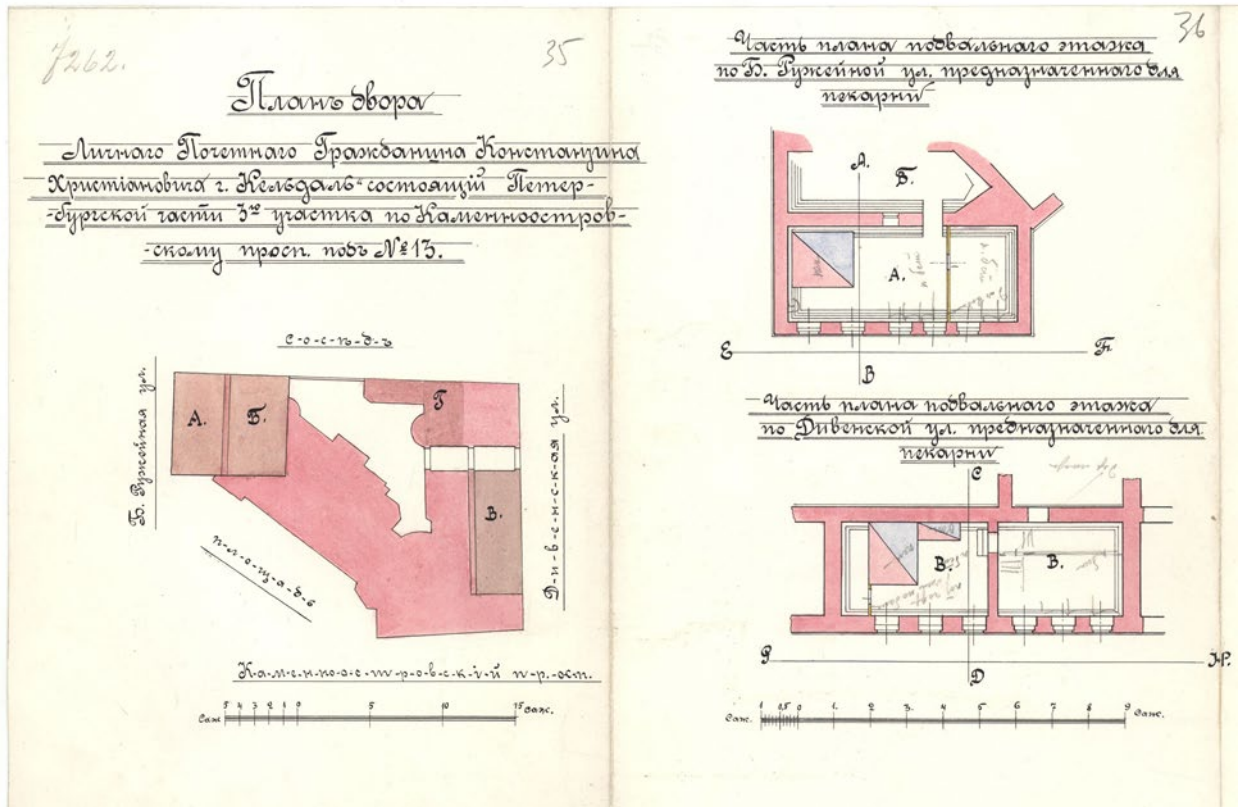 7262.
35
Планъ двора
Личнаго Почетнаго Гражданина Константина
Христіановича г. Кельдаль состоящій Петер-
-бургской части 3го участка по Каменноостров-
-скому просп. подъ № 13.
С-о-с-ѣ-д-ъ
Б. Ружейная ул.
А.
Б.
Г
В.
Д-и-в-е-н-с-к-ая ул.
п-л-о-щ-а-д-ь
К-а-м-е-н-н-о-о-с-т-р-о-в-с-к-і-й п-р-о-с-п.
Саж. 5 4 3 2 1 0 5 10 15 саж.
36
Часть плана подвальнаго этажа
по Б. Ружейной ул. предназначеннаго для
пекарни
А.
Б.
А.
Е
F
В
Часть плана подвальнаго этажа
по Дивенской ул. предназначеннаго для
пекарни
С
В.
В.
D
Саж. 1 0,5 0 1. 2 3. 4 5 6 7 8 9 саж.